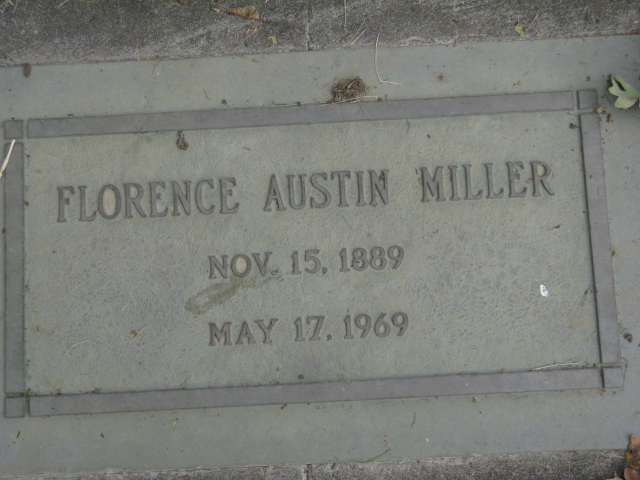 FLORENCE AUSTIN MILLER
NOV. 15, 1889
MAY 17, 1969